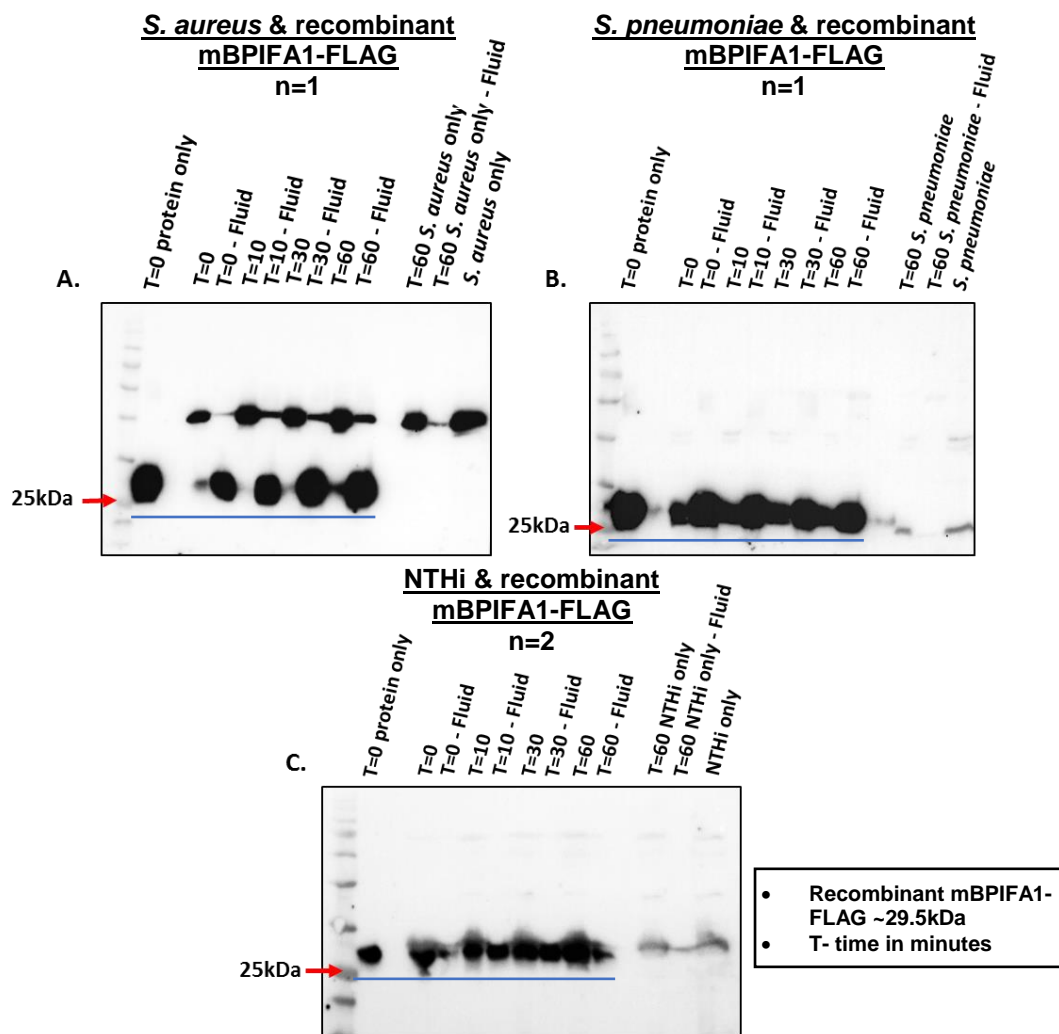 S. aureus & recombinant
mBPIFA1-FLAG
n=1
A.
T=0 protein only
T=0
T=0 - Fluid
T=10
T=10 - Fluid
T=30
T=30 - Fluid
T=60
T=60 - Fluid
T=60 S. aureus only
T=60 S. aureus only - Fluid
S. aureus only
25kDa
S. pneumoniae & recombinant
mBPIFA1-FLAG
n=1
B.
T=0 protein only
T=0
T=0 - Fluid
T=10
T=10 - Fluid
T=30
T=30 - Fluid
T=60
T=60 - Fluid
T=60 S. pneumoniae
T=60 S. pneumoniae - Fluid
S. pneumoniae
25kDa
NTHi & recombinant
mBPIFA1-FLAG
n=2
C.
T=0 protein only
T=0
T=0 - Fluid
T=10
T=10 - Fluid
T=30
T=30 - Fluid
T=60
T=60 - Fluid
T=60 NTHi only
T=60 NTHi only - Fluid
NTHi only
25kDa
• Recombinant mBPIFA1-
FLAG ~29.5kDa
• T- time in minutes